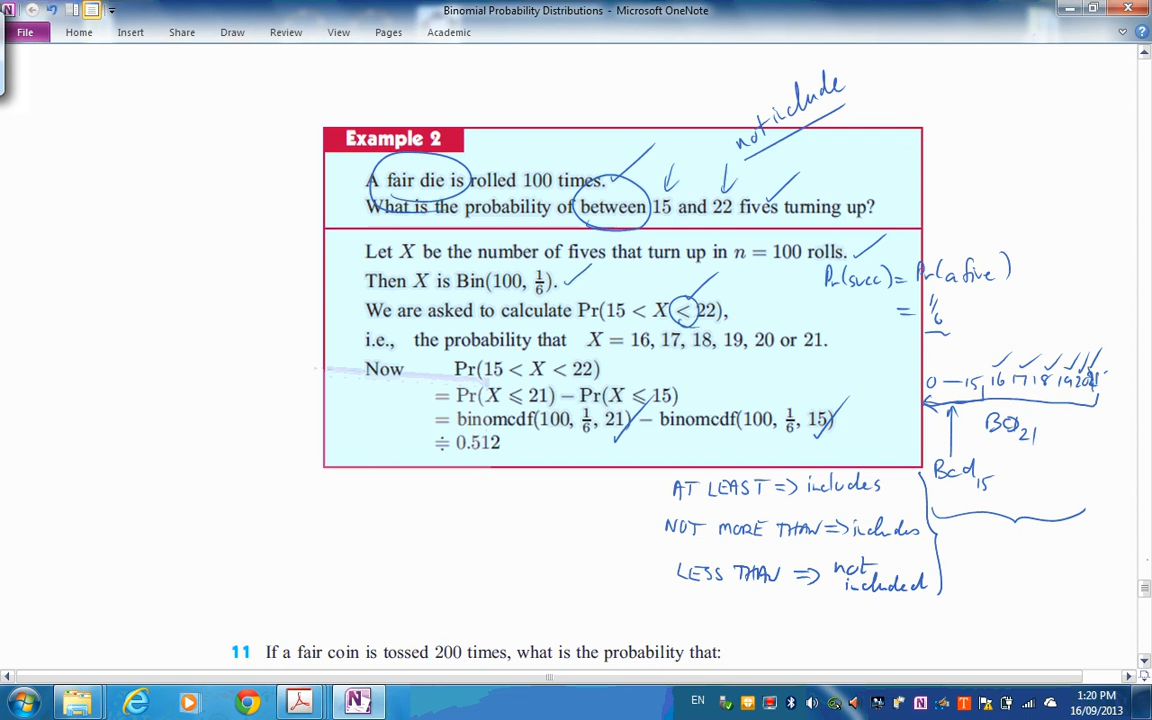 Binomial Probability Distributions - Microsoft OneNote
File Home Insert Share Draw Review View Pages Academic
not include
Example 2
A fair die is rolled 100 times.
What is the probability of between 15 and 22 fives turning up?
Let X be the number of fives that turn up in n = 100 rolls.
Then X is Bin(100, 1/6).
Pr(succ) = Pr(a five)
= 1/6
We are asked to calculate Pr(15 < X < 22),
i.e., the probability that X = 16, 17, 18, 19, 20 or 21.
Now Pr(15 < X < 22)
= Pr(X ⩽ 21) − Pr(X ⩽ 15)
= binomcdf(100, 1/6, 21) − binomcdf(100, 1/6, 15)
≑ 0.512
0 — 15, 16 17 18 19 20 21
Bcd 15
AT LEAST => includes
NOT MORE THAN => includes
LESS THAN => not included
11 If a fair coin is tossed 200 times, what is the probability that:
EN
1:20 PM
16/09/2013